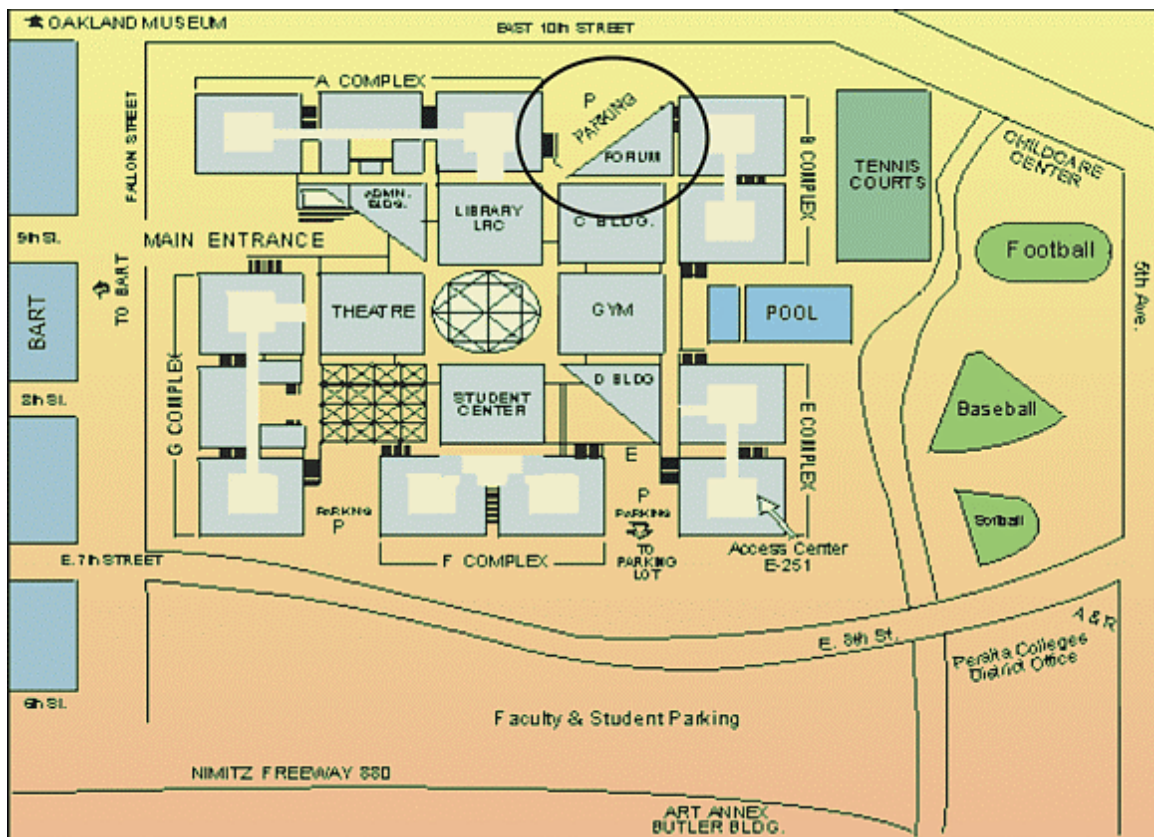 OAKLAND MUSEUM
EAST 10th STREET
A COMPLEX
P
PARKING
FORUM
B COMPLEX
TENNIS
COURTS
CHILDCARE
CENTER
FALLON STREET
ADMN.
BLDG.
LIBRARY
LRC
C BLDG.
9th St.
MAIN ENTRANCE
Football
5th Ave.
TO BART
BART
THEATRE
GYM
POOL
G COMPLEX
D BLDG
8th St.
STUDENT
CENTER
Baseball
E COMPLEX
E
PARKING
P
P
PARKING
TO
PARKING
LOT
Softball
Access Center
E-251
E. 7th STREET
F COMPLEX
E. 8th St.
A & R
Peralta Colleges
District Office
6th St.
Faculty & Student Parking
NIMITZ FREEWAY 880
ART ANNEX
BUTLER BLDG.